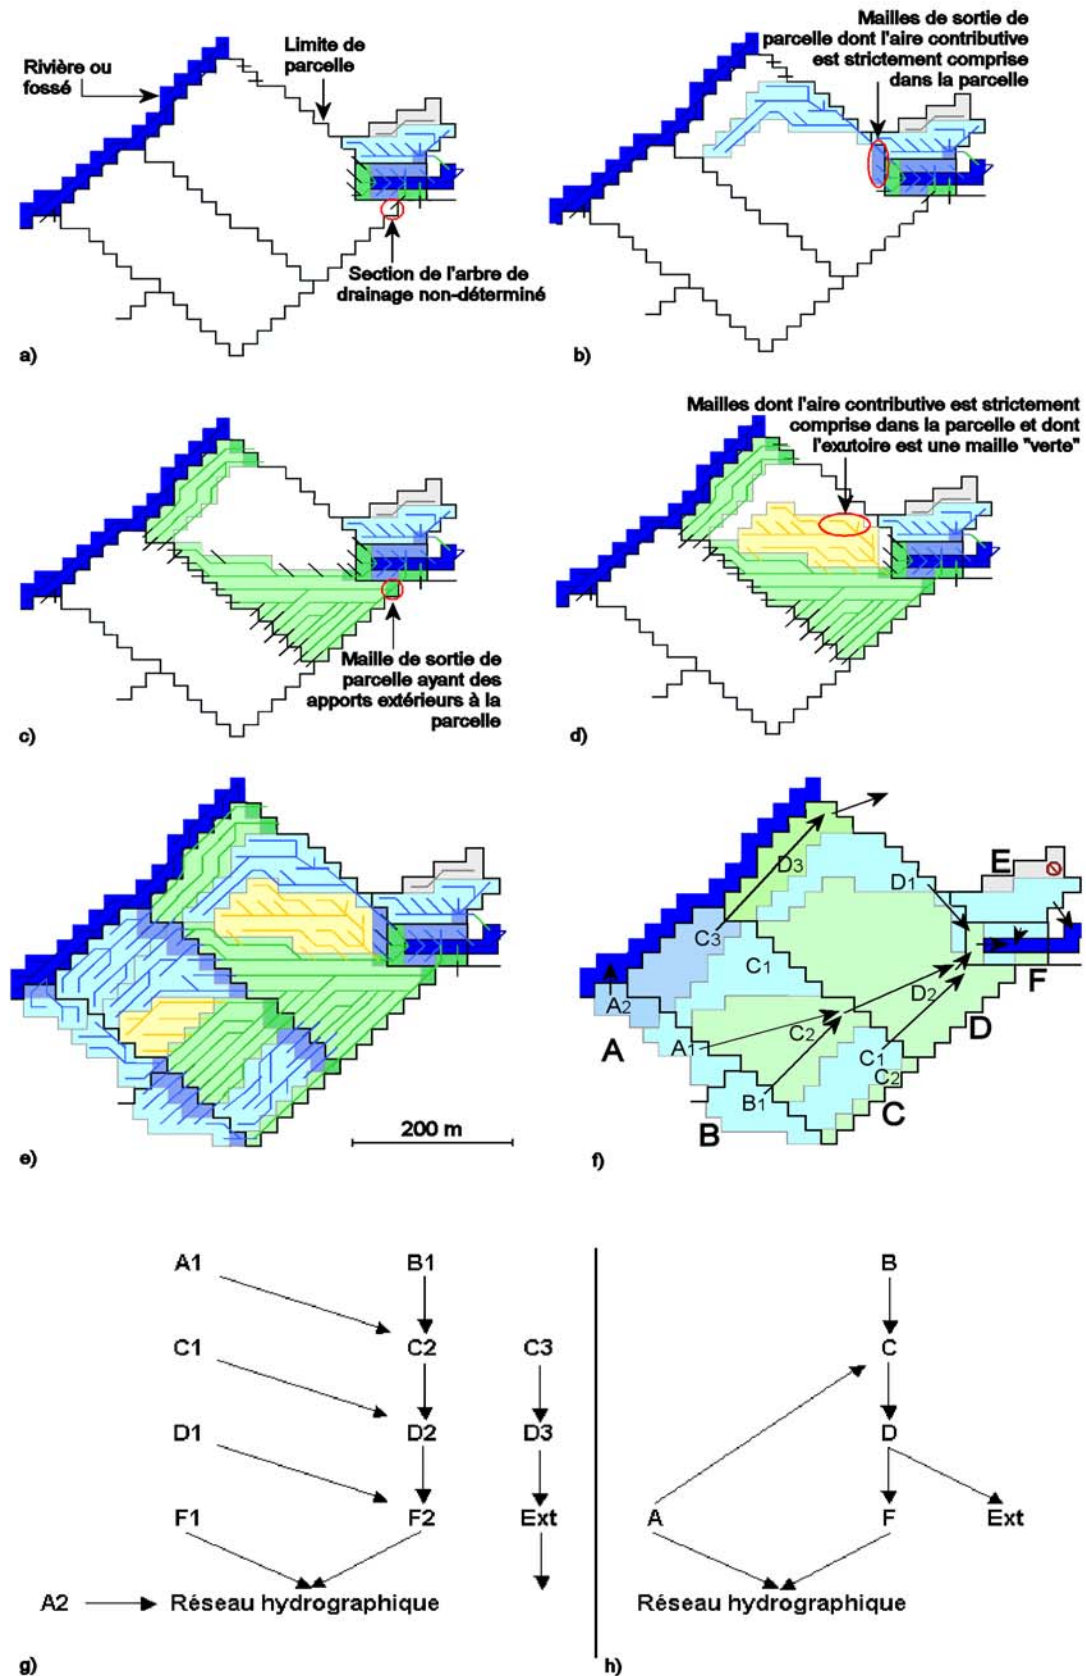 Rivière ou
fossé
Limite de
parcelle
Section de l'arbre de
drainage non-déterminé
a)
Mailles de sortie de
parcelle dont l'aire contributive
est strictement comprise
dans la parcelle
b)
Maille de sortie de
parcelle ayant des
apports extérieurs à la
parcelle
c)
Mailles dont l'aire contributive est strictement
comprise dans la parcelle et dont
l'exutoire est une maille "verte"
d)
200 m
e)
E
D3
D1
C3
C1
A2
D2
F
A
A1
C2
D
C1
C2
B1
C
B
f)
A1 B1
C1 C2 C3
D1 D2 D3
F1 F2 Ext
A2 Réseau hydrographique
g)
B
C
D
A F Ext
Réseau hydrographique
h)